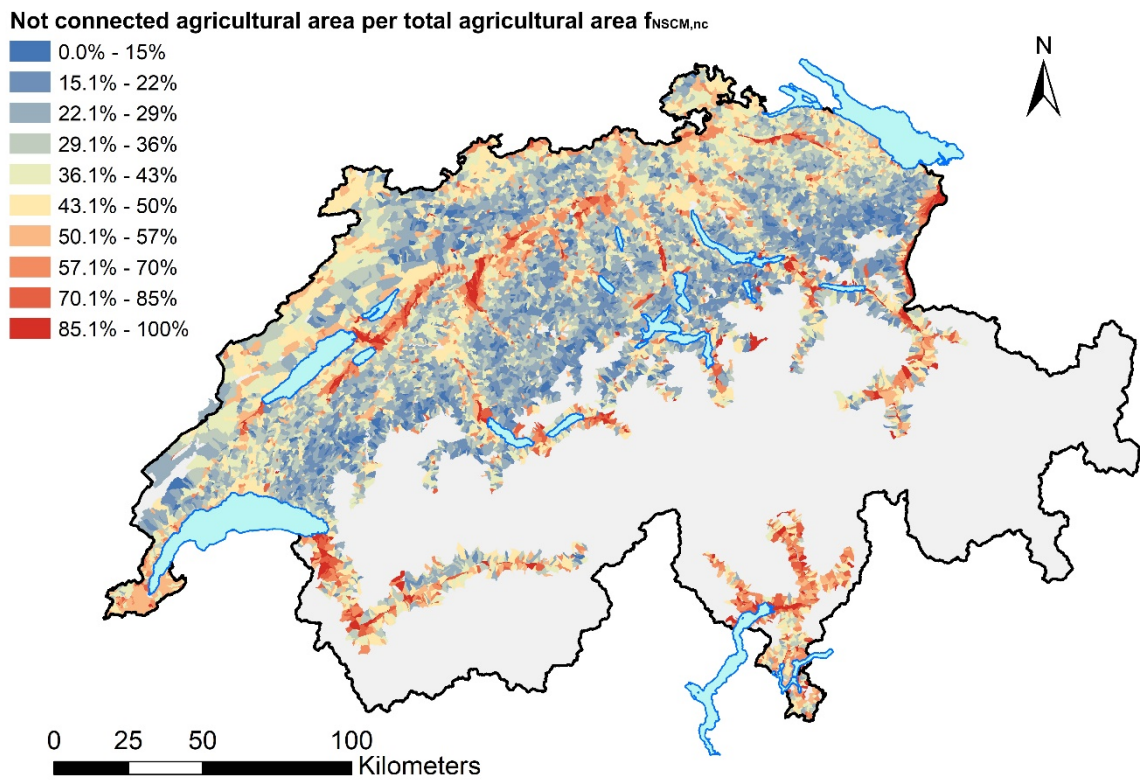 Not connected agricultural area per total agricultural area fNSCM,nc
0.0% - 15%
15.1% - 22%
22.1% - 29%
29.1% - 36%
36.1% - 43%
43.1% - 50%
50.1% - 57%
57.1% - 70%
70.1% - 85%
85.1% - 100%
N
0 25 50 100
Kilometers